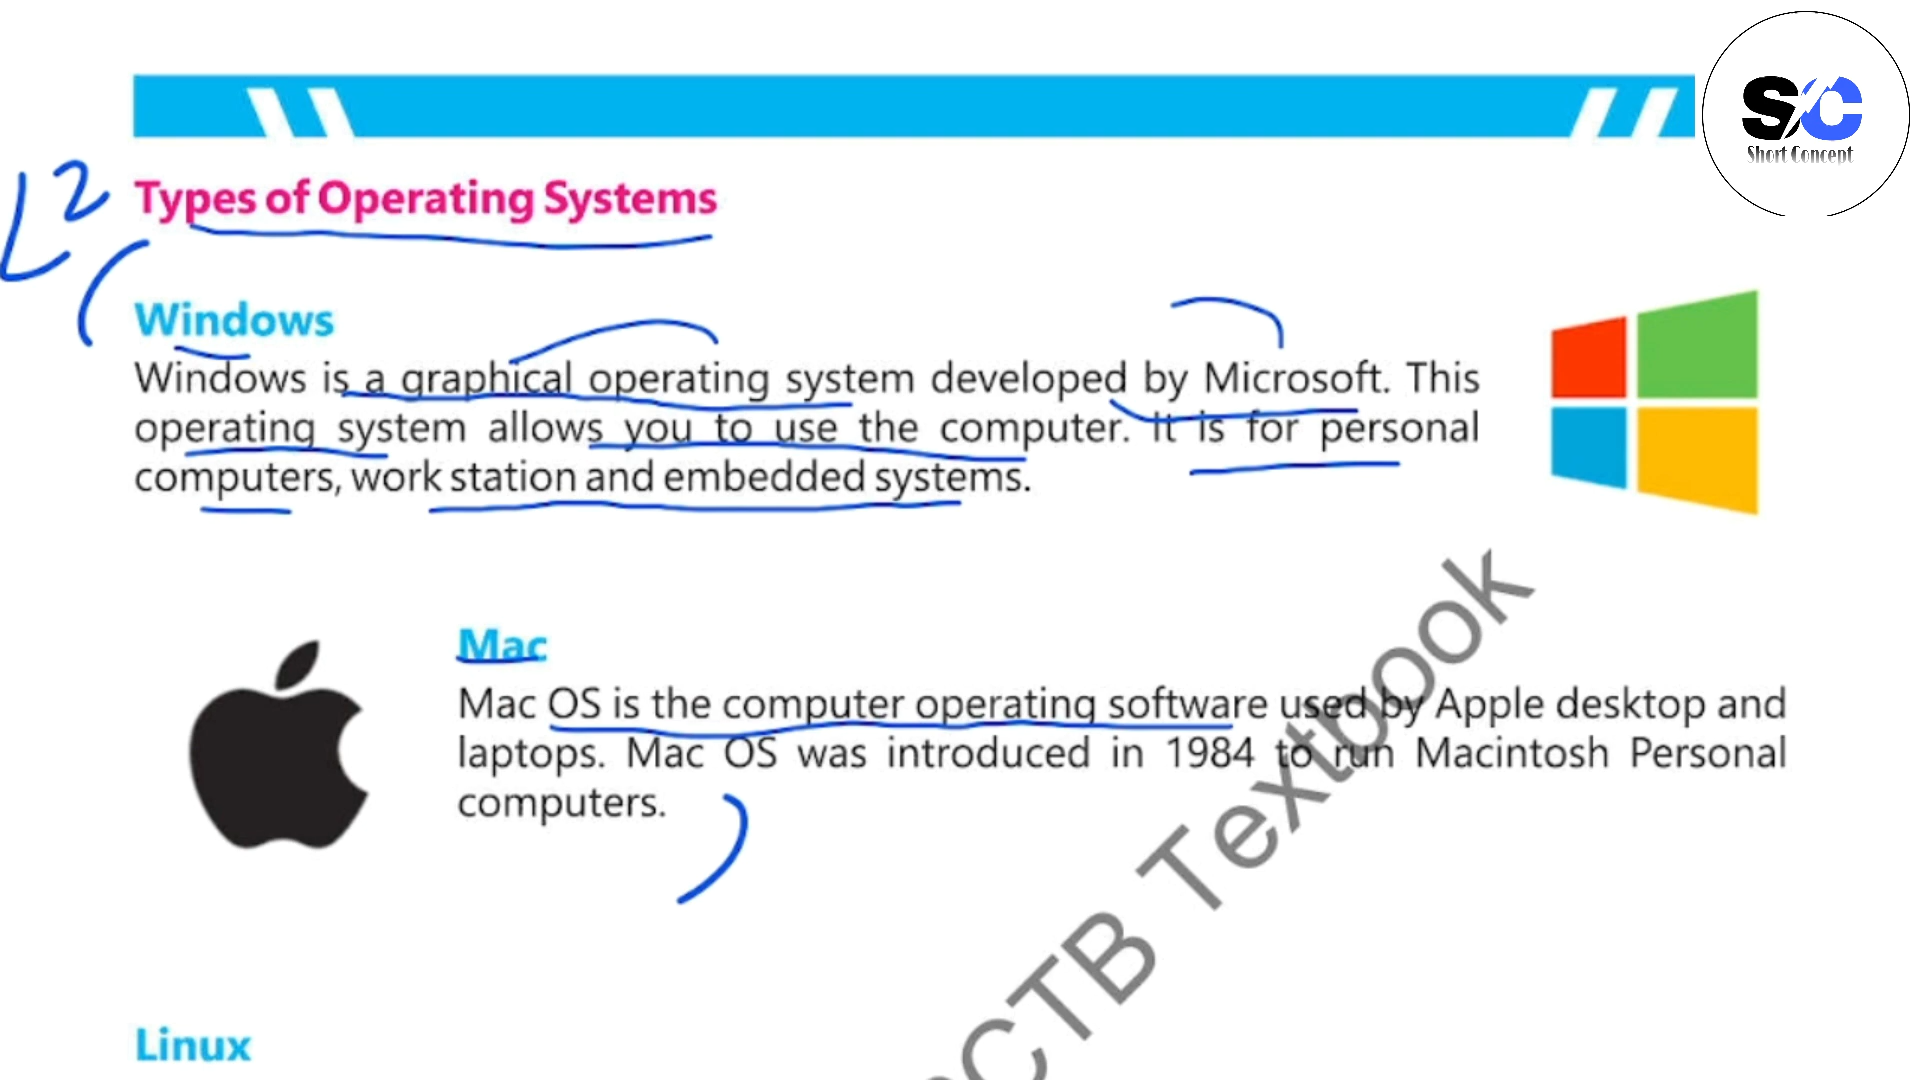 S/C
Short Concept
L2
Types of Operating Systems
Windows
Windows is a graphical operating system developed by Microsoft. This
operating system allows you to use the computer. It is for personal
computers, work station and embedded systems.
Mac
Mac OS is the computer operating software used by Apple desktop and
laptops. Mac OS was introduced in 1984 to run Macintosh Personal
computers.
CTB Textbook
Linux